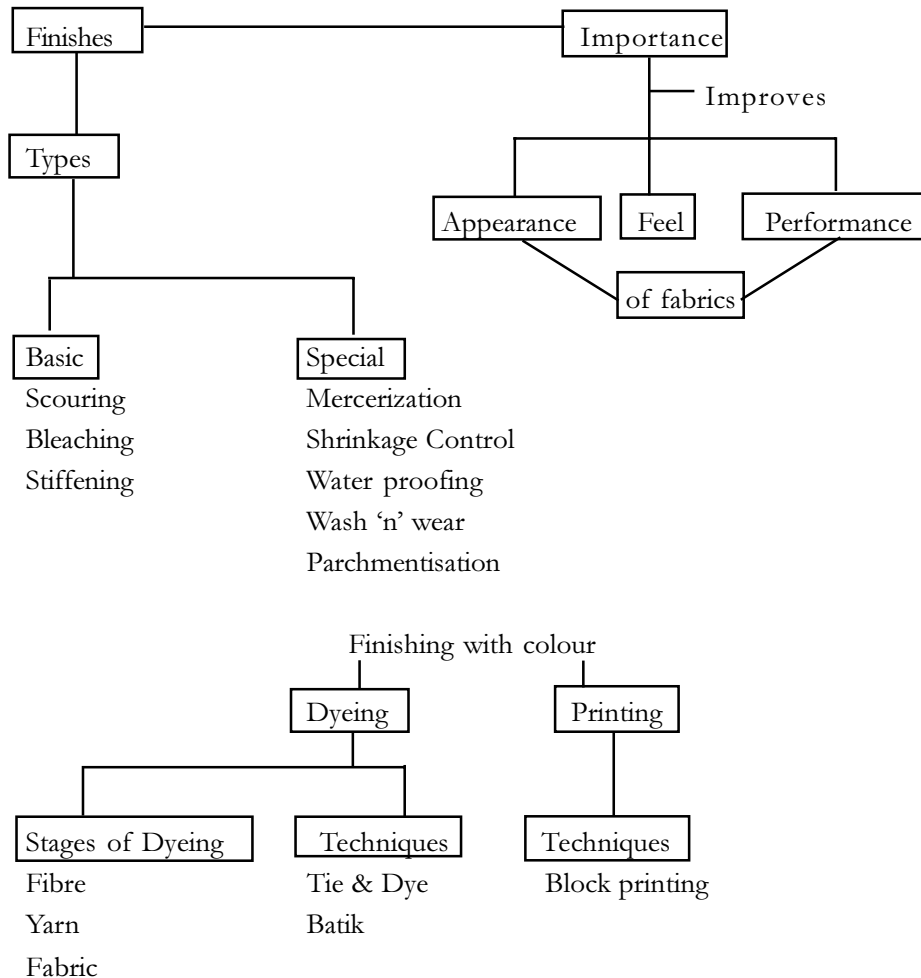 Finishes
Importance
Improves
Types
Appearance
Feel
Performance
of fabrics
Basic
Scouring
Bleaching
Stiffening
Special
Mercerization
Shrinkage Control
Water proofing
Wash ‘n’ wear
Parchmentisation
Finishing with colour
Dyeing
Printing
Stages of Dyeing
Fibre
Yarn
Fabric
Techniques
Tie & Dye
Batik
Techniques
Block printing